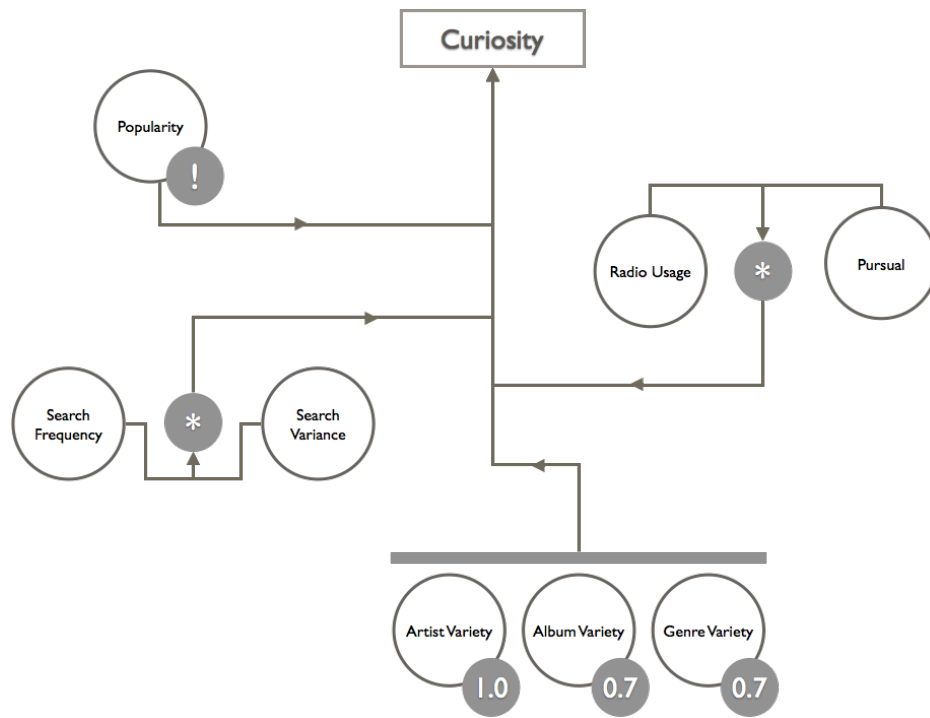 Curiosity
Popularity
!
Radio Usage
*
Pursual
Search
Frequency
*
Search
Variance
Artist Variety
1.0
Album Variety
0.7
Genre Variety
0.7